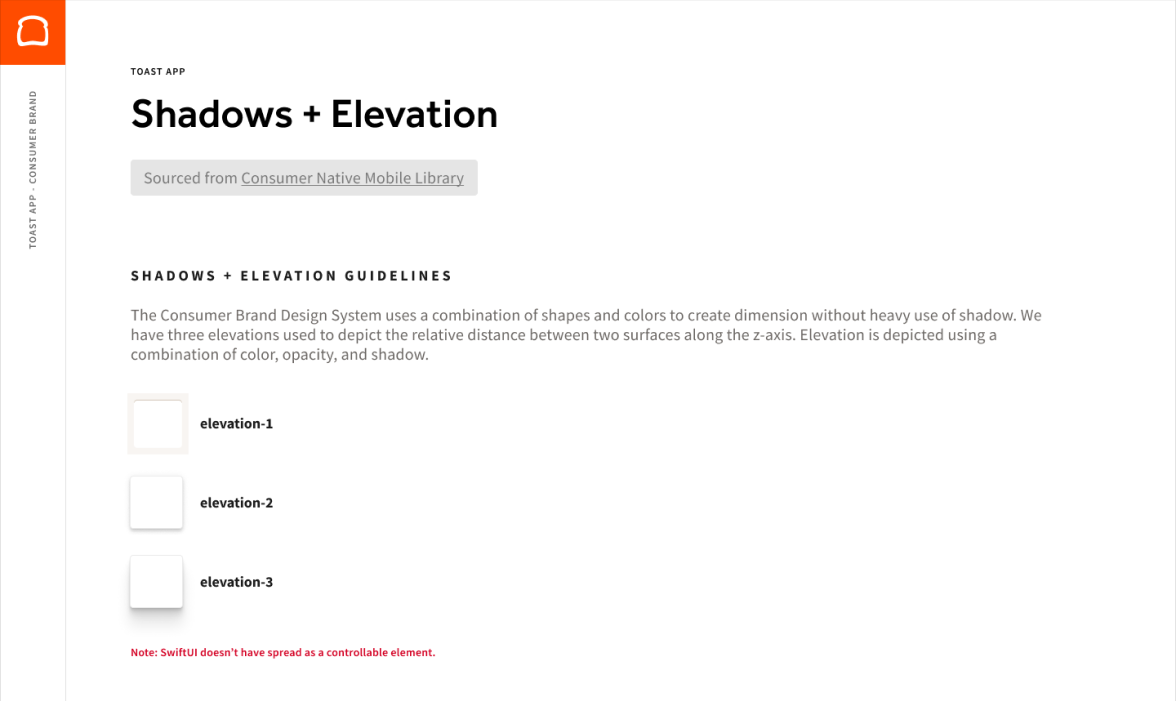 TOAST APP - CONSUMER BRAND
TOAST APP
Shadows + Elevation
Sourced from Consumer Native Mobile Library
SHADOWS + ELEVATION GUIDELINES
The Consumer Brand Design System uses a combination of shapes and colors to create dimension without heavy use of shadow. We
have three elevations used to depict the relative distance between two surfaces along the z-axis. Elevation is depicted using a
combination of color, opacity, and shadow.
elevation-1
elevation-2
elevation-3
Note: SwiftUI doesn't have spread as a controllable element.